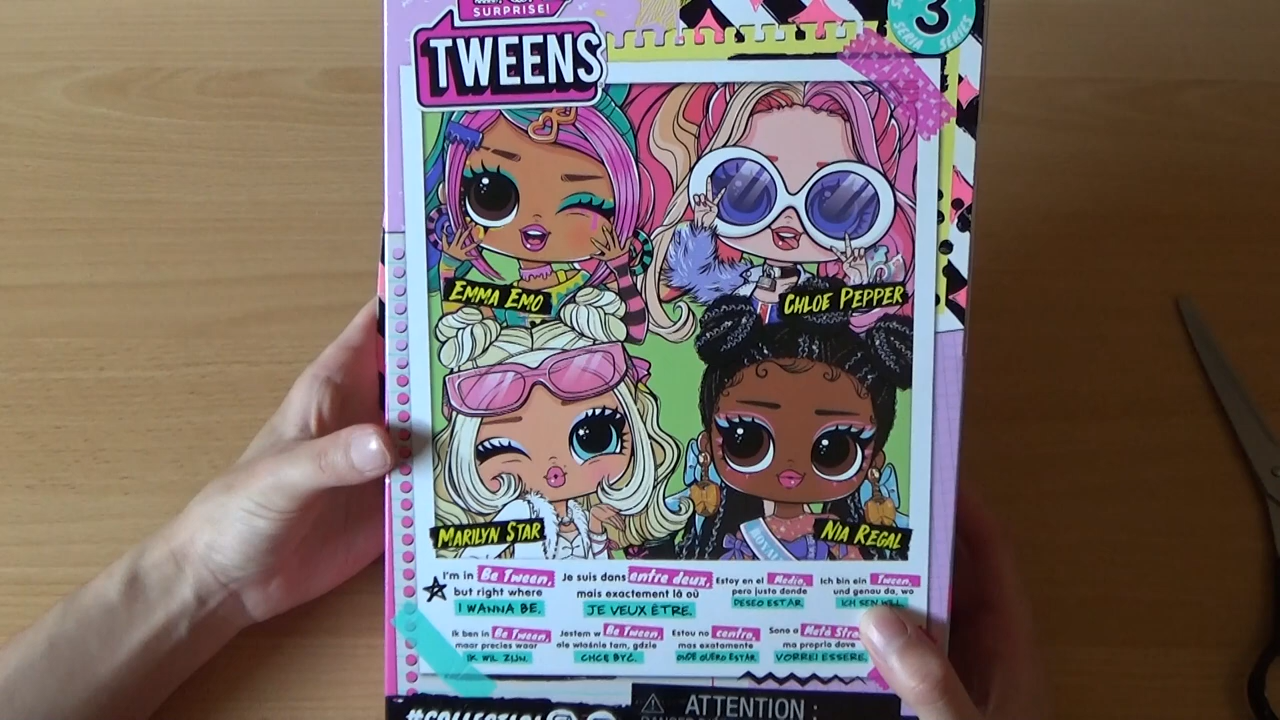 SURPRISE!
TWEENS
3
SERIA SERIES
EMMA EMO
CHLOE PEPPER
MARILYN STAR
NIA REGAL
I'm in Be Tween,
but right where
I WANNA BE.
Je suis dans entre deux,
mais exactement là où
JE VEUX ÊTRE.
Estoy en el Medio,
pero justo donde
DESEO ESTAR.
Ich bin ein Tween,
und genau da, wo
ICH SEN WILL.
Ik ben in Be Tween,
maar precies waar
IK WIL ZIJN.
Jestem w Be Tween,
ale właśnie tam, gdzie
CHCĘ BYĆ.
Estou no centro,
mas exatamente
ONDE QUERO ESTAR.
Sono a Metà Stra
ma proprio dove
VORREI ESSERE.
ATTENTION :